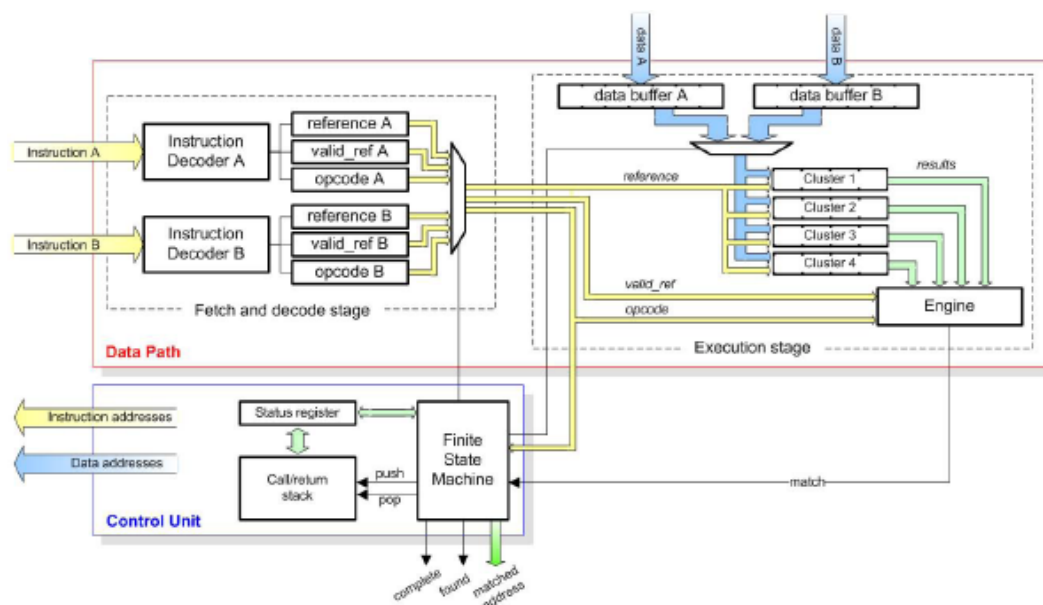 data A
data B
data buffer A
data buffer B
Instruction A
Instruction
Decoder A
reference A
valid_ref A
opcode A
Instruction B
Instruction
Decoder B
reference B
valid_ref B
opcode B
Fetch and decode stage
reference
results
Cluster 1
Cluster 2
Cluster 3
Cluster 4
valid_ref
opcode
Engine
Execution stage
Data Path
Instruction addresses
Data addresses
Status register
Call/return
stack
push
pop
Finite
State
Machine
match
Control Unit
complete
found
matched
address